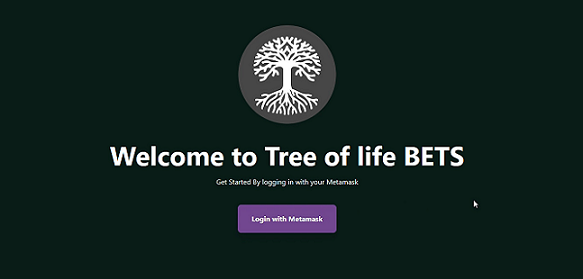 Welcome to Tree of life BETS
Get Started By logging in with your Metamask
Login with Metamask